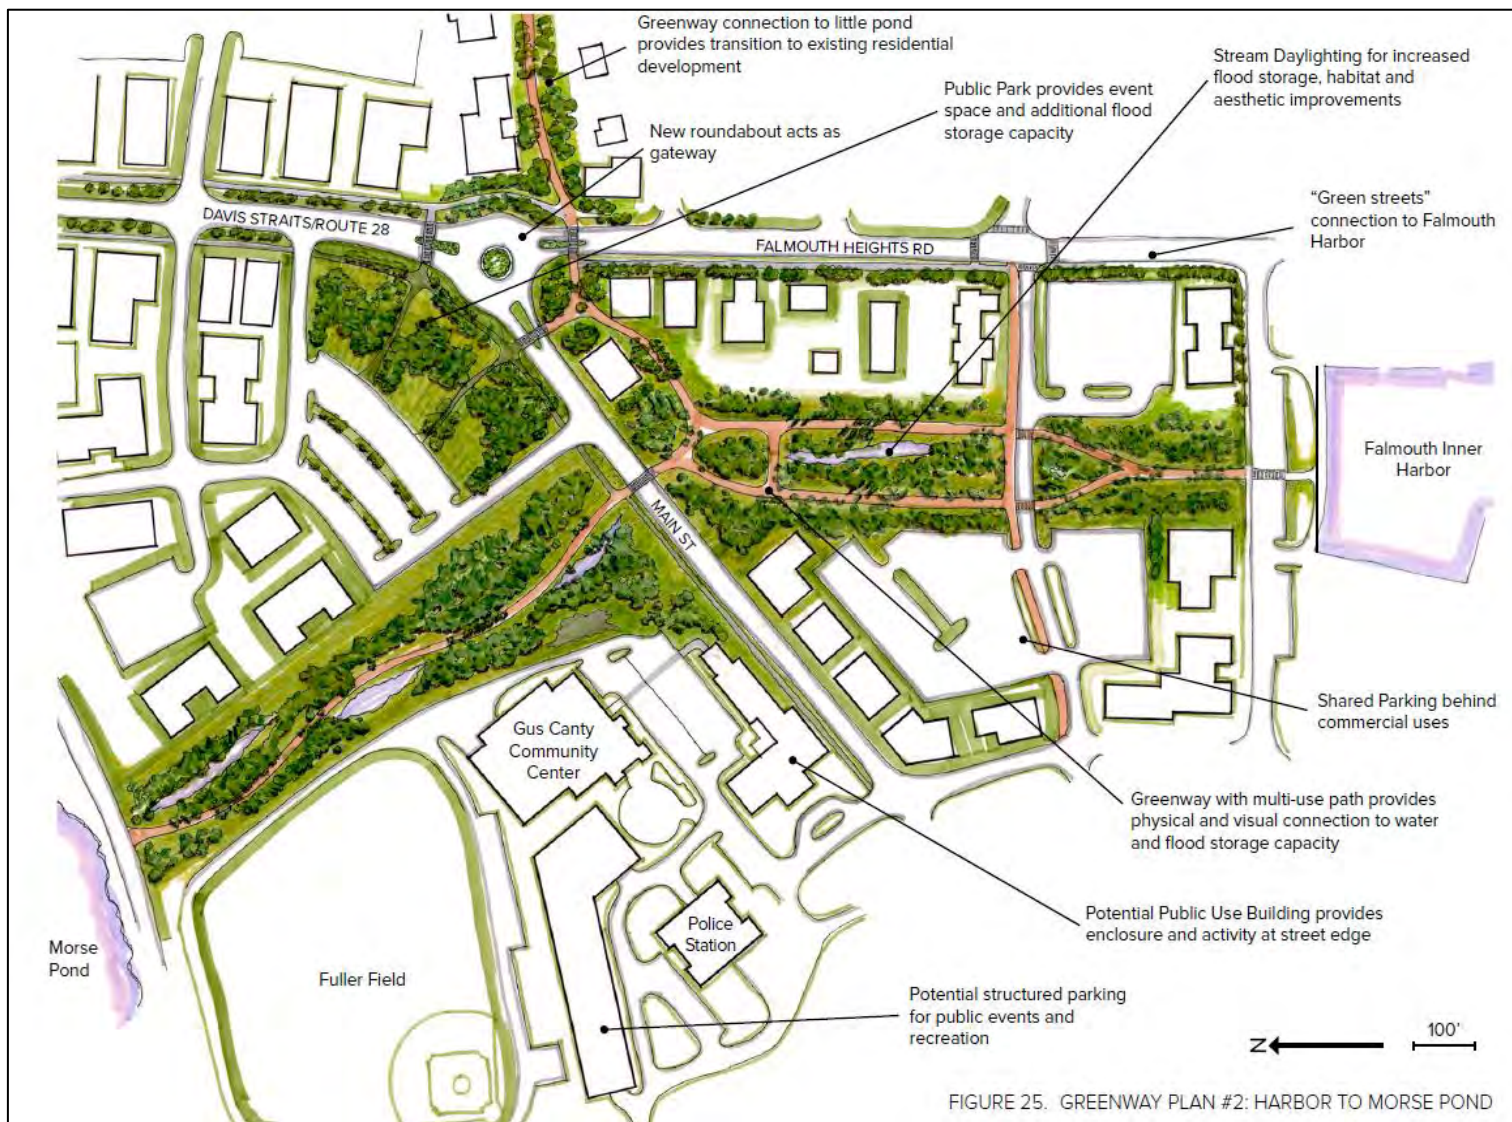 Greenway connection to little pond
provides transition to existing residential
development
Stream Daylighting for increased
flood storage, habitat and
aesthetic improvements
Public Park provides event
space and additional flood
storage capacity
New roundabout acts as
gateway
"Green streets"
connection to Falmouth
Harbor
DAVIS STRAITS/ROUTE 28
FALMOUTH HEIGHTS RD
Falmouth Inner
Harbor
MAIN ST
Shared Parking behind
commercial uses
Gus Canty
Community
Center
Greenway with multi-use path provides
physical and visual connection to water
and flood storage capacity
Potential Public Use Building provides
enclosure and activity at street edge
Police
Station
Morse
Pond
Fuller Field
Potential structured parking
for public events and
recreation
N
100'
FIGURE 25. GREENWAY PLAN #2: HARBOR TO MORSE POND